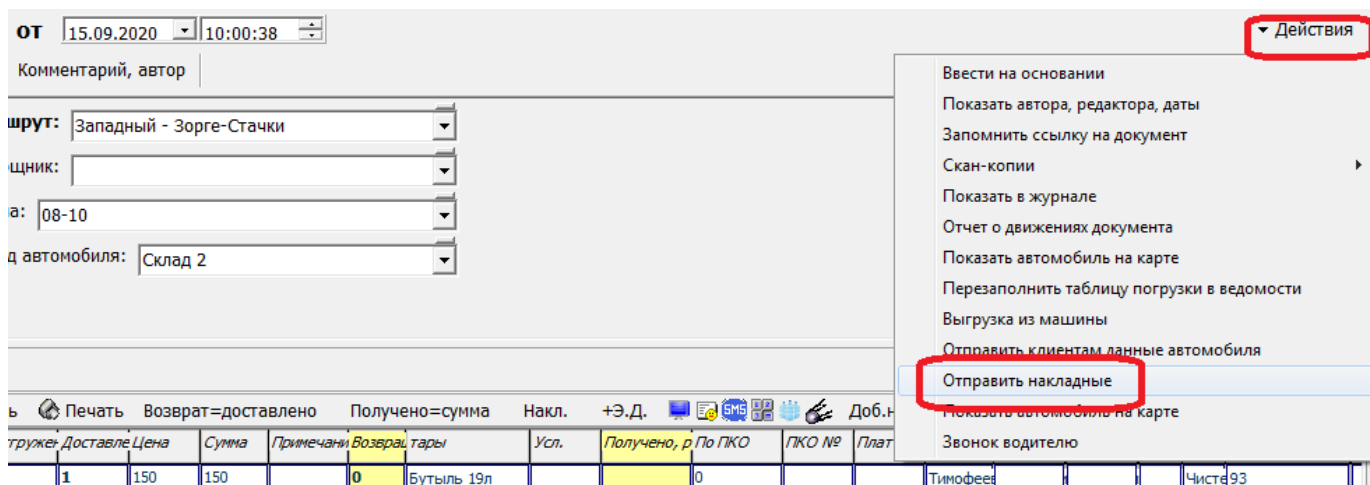 от 15.09.2020 10:00:38 Действия
Комментарий, автор
шрут: Западный - Зорге-Стачки
щник:
а: 08-10
д автомобиля: Склад 2
Ввести на основании
Показать автора, редактора, даты
Запомнить ссылку на документ
Скан-копии
Показать в журнале
Отчет о движениях документа
Показать автомобиль на карте
Перезаполнить таблицу погрузки в ведомости
Выгрузка из машины
Отправить клиентам данные автомобиля
Отправить накладные
Показать автомобиль на карте
Звонок водителю
ь Печать Возврат=доставлено Получено=сумма Накл. +Э.Д. SMS Доб.н
гружен Доставле Цена Сумма Примечани Возврат тары Усл. Получено, р По ПКО ПКО № Плат
1 150 150 0 Бутыль 19л 0 Тимофеев Чисте 93